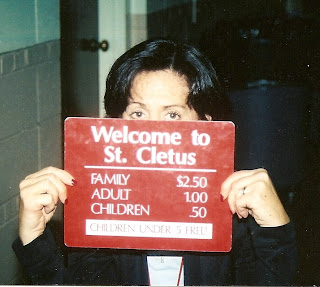 Welcome to
St. Cletus
FAMILY $2.50
ADULT 1.00
CHILDREN .50
CHILDREN UNDER 5 FREE!